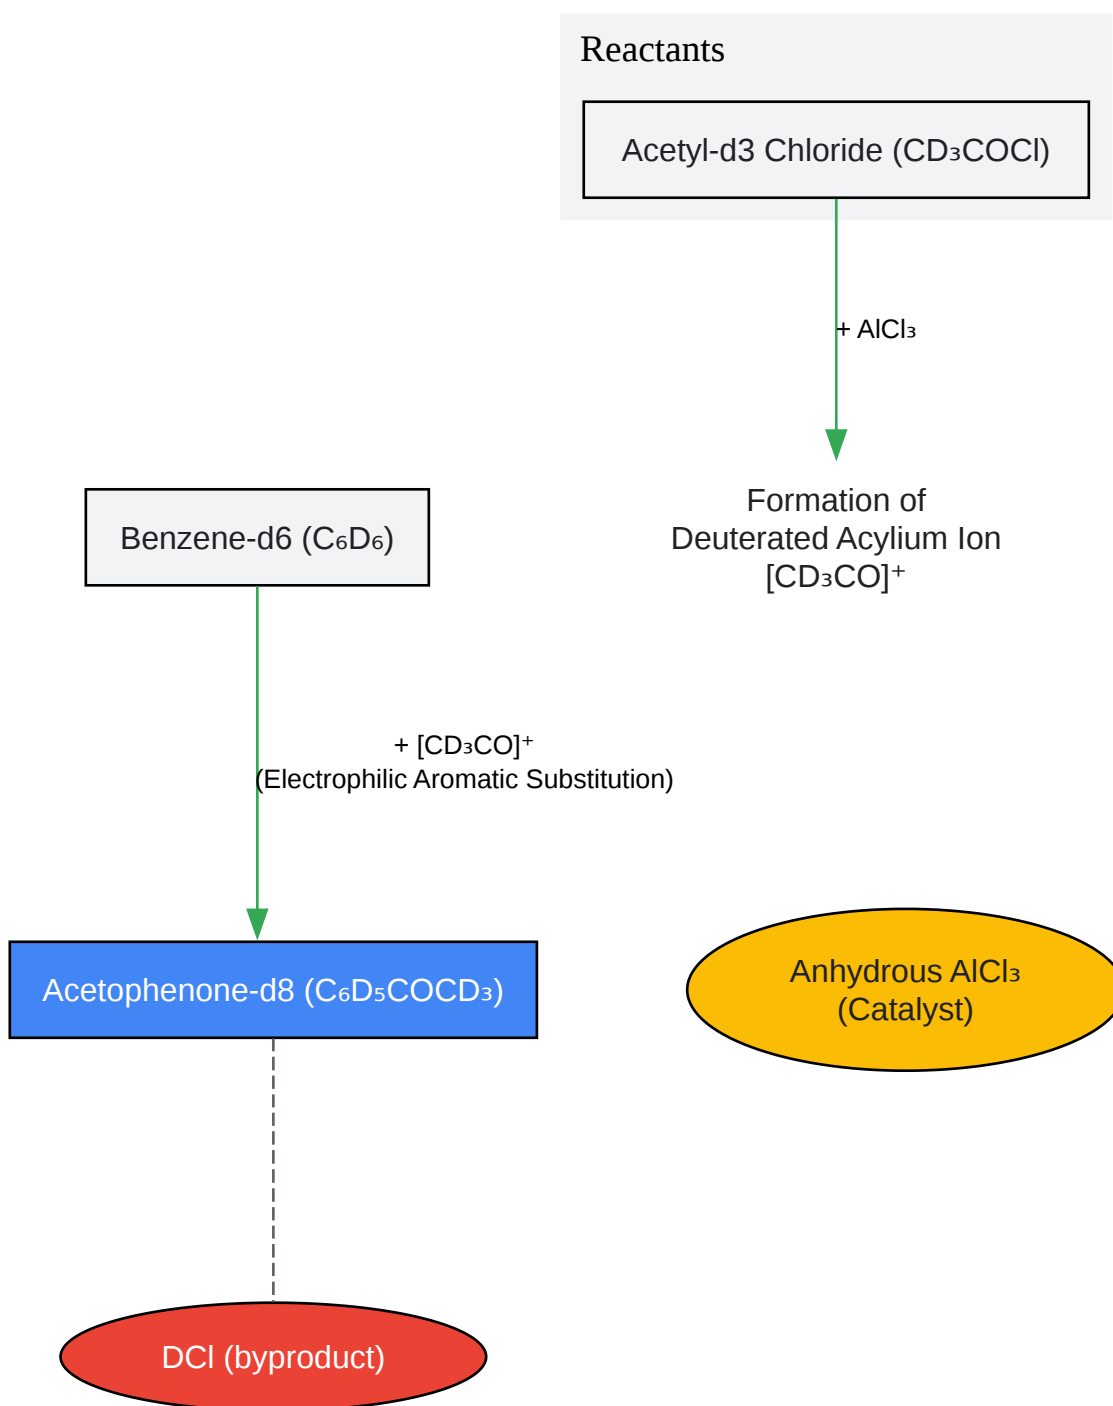 Reactants
Acetyl-d3 Chloride (CD₃COCl)
+ AlCl₃
Formation of
Deuterated Acylium Ion
[CD₃CO]⁺
Benzene-d6 (C₆D₆)
+ [CD₃CO]⁺
(Electrophilic Aromatic Substitution)
Acetophenone-d8 (C₆D₅COCD₃)
Anhydrous AlCl₃
(Catalyst)
DCl (byproduct)